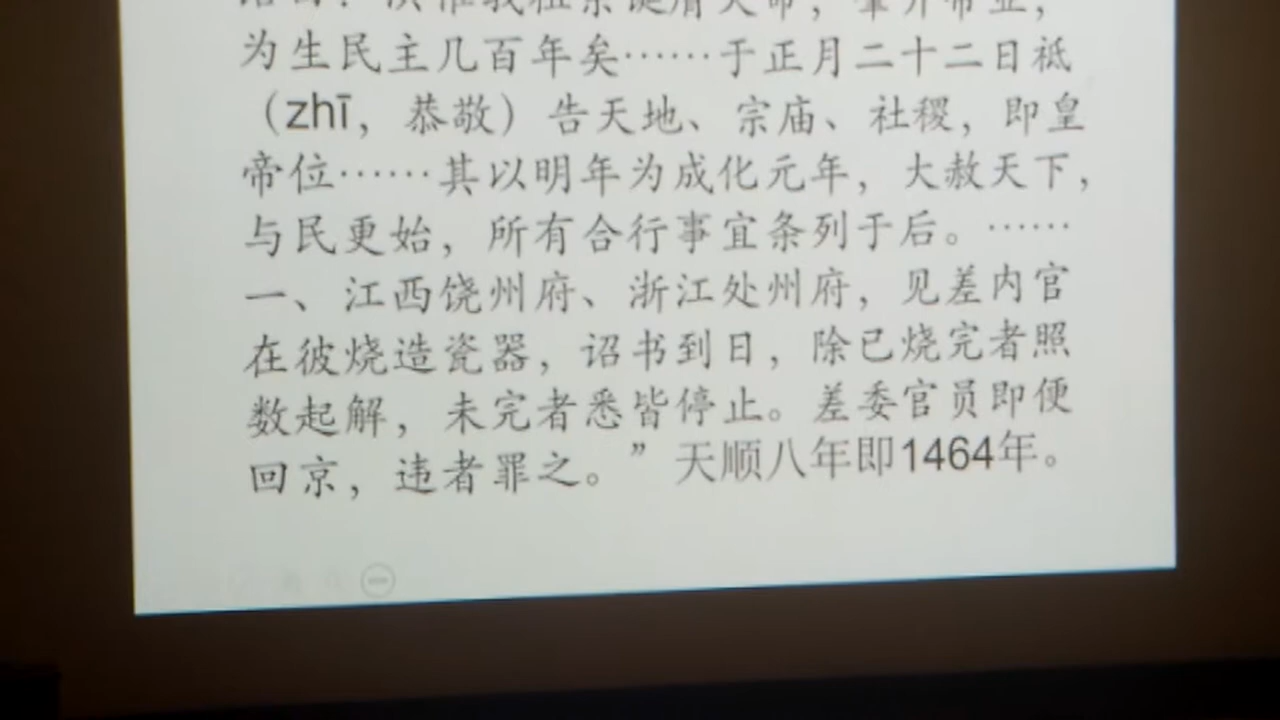 为生民主几百年矣……于正月二十二日祗
（zhī，恭敬）告天地、宗庙、社稷，即皇
帝位……其以明年为成化元年，大赦天下，
与民更始，所有合行事宜条列于后。……
一、江西饶州府、浙江处州府，见差内官
在彼烧造瓷器，诏书到日，除已烧完者照
数起解，未完者悉皆停止。差委官员即便
回京，违者罪之。”天顺八年即1464年。